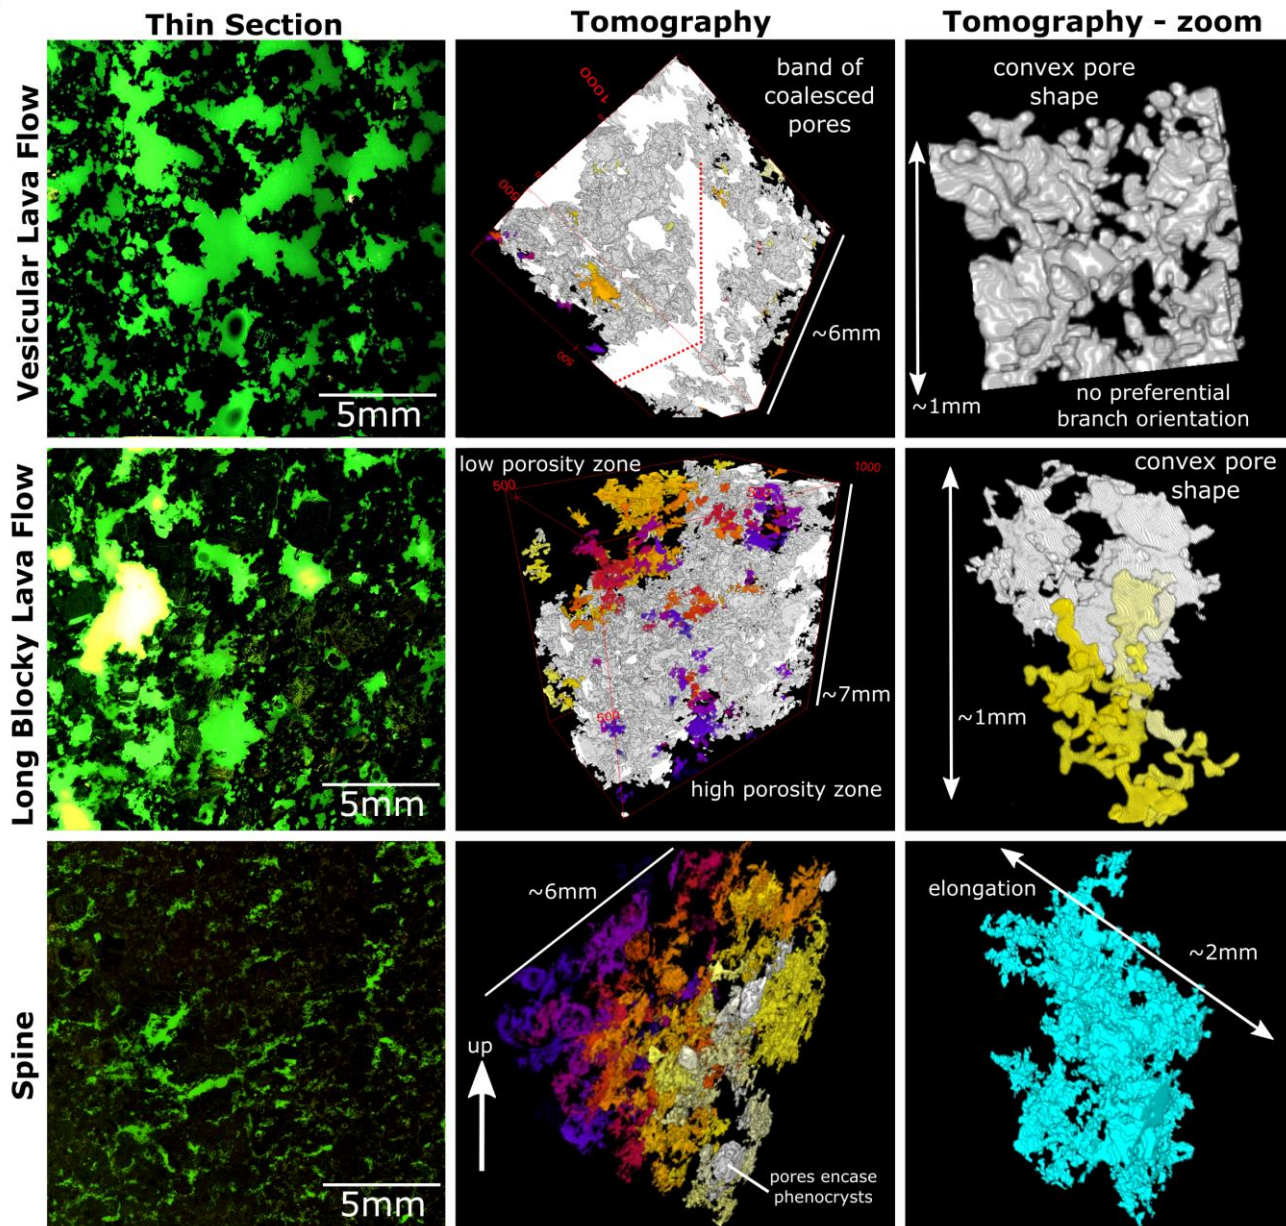 Thin Section
Tomography
Tomography - zoom
Vesicular Lava Flow
5mm
1000
500
500
band of
coalesced
pores
~6mm
convex pore
shape
~1mm
no preferential
branch orientation
Long Blocky Lava Flow
5mm
low porosity zone
500
1000
500
~7mm
high porosity zone
convex pore
shape
~1mm
Spine
5mm
~6mm
up
pores encase
phenocrysts
elongation
~2mm